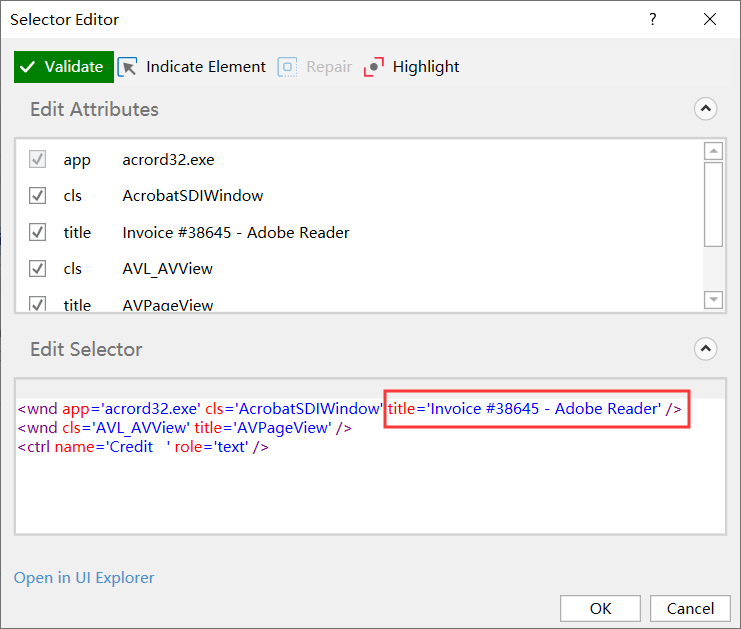 Selector Editor ?
Validate Indicate Element Repair Highlight
Edit Attributes
app acrord32.exe
cls AcrobatSDIWindow
title Invoice #38645 - Adobe Reader
cls AVL_AVView
title AVPageView
Edit Selector
<wnd app='acrord32.exe' cls='AcrobatSDIWindow' title='Invoice #38645 - Adobe Reader' />
<wnd cls='AVL_AVView' title='AVPageView' />
<ctrl name='Credit   ' role='text' />
Open in UI Explorer
OK Cancel